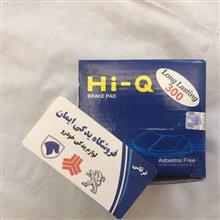 Hi-Q
BRAKE PAD
Long Lasting
300
Asbestos Free
فروشگاه یدکی ایمان
لوازم یدکی خودرو